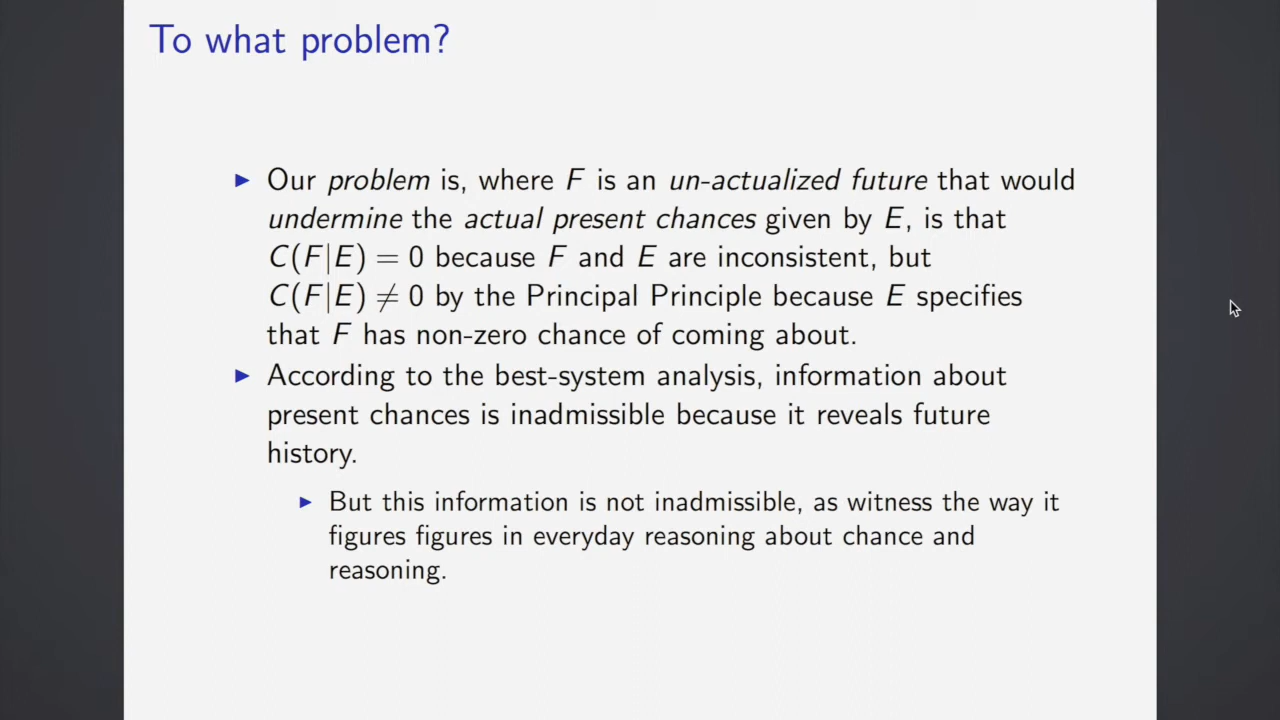 To what problem?
▶ Our problem is, where F is an un-actualized future that would
undermine the actual present chances given by E, is that
C(F|E) = 0 because F and E are inconsistent, but
C(F|E) ≠ 0 by the Principal Principle because E specifies
that F has non-zero chance of coming about.
▶ According to the best-system analysis, information about
present chances is inadmissible because it reveals future
history.
▶ But this information is not inadmissible, as witness the way it
figures figures in everyday reasoning about chance and
reasoning.